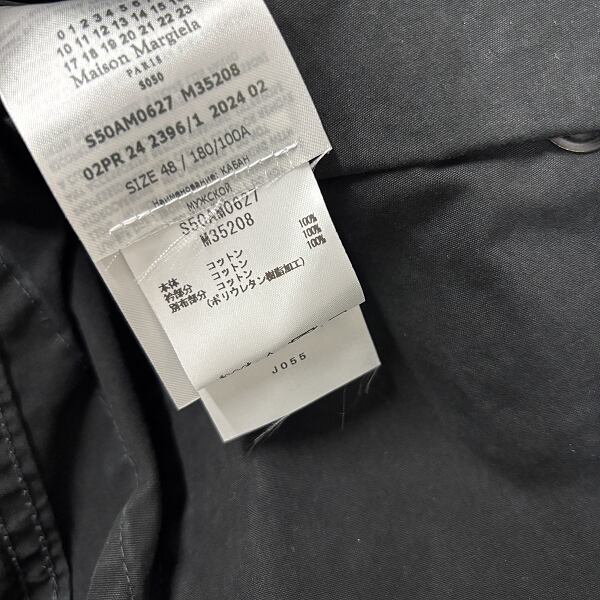 0 1 2 3 4 5 6 7 8 9
10 11 12 13 14 15 16
17 18 19 20 21 22 23
Maison Margiela
PARIS
S050
S50AM0627 M35208
02PR 24 2396/1 2024 02
SIZE 48 / 180/100A
Наименование: КАБАН
МУЖСКОЙ
S50AM0627
M35208
本体 コットン 100%
衿部分 コットン 100%
別布部分 コットン 100%
(ポリウレタン樹脂加工)
J055